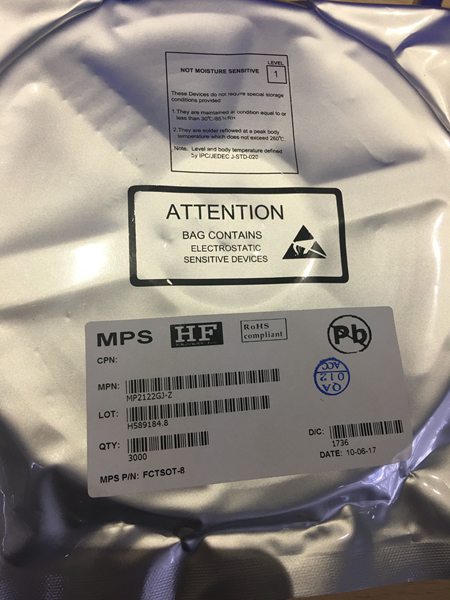 LEVEL
NOT MOISTURE SENSITIVE
1
These Devices do not require special storage
conditions provided
1.They are maintained at condition equal to or
less than 30℃-85%RH
2.They are solder reflowed at a peak body
temperature which does not exceed 260℃
Note. Level and body temperature defined
by IPC/JEDEC J-STD-020
ATTENTION
BAG CONTAINS
ELECTROSTATIC
SENSITIVE DEVICES
MPS
HF
RoHS
compliant
Pb
CPN:
MPN:
MP2122GJ-Z
QA
012
ACC
LOT:
H589184.8
QTY:
3000
D/C:
1736
MPS P/N: FCTSOT-8
DATE: 10-06-17